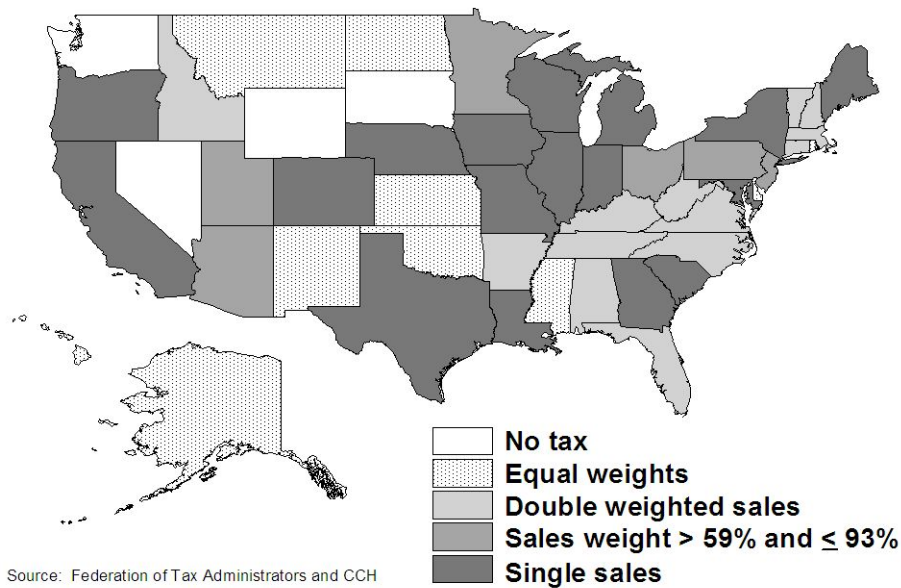 No tax
Equal weights
Double weighted sales
Sales weight > 59% and ≤ 93%
Single sales
Source: Federation of Tax Administrators and CCH